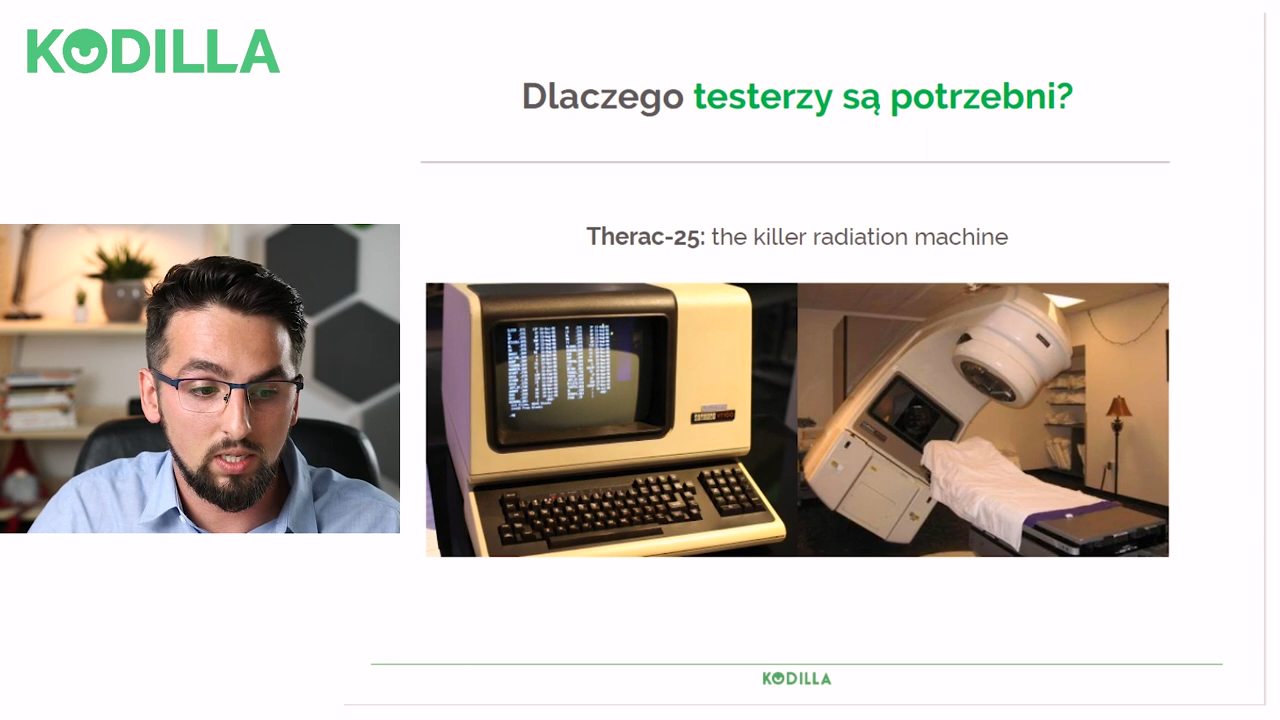 KODILLA
Dlaczego testerzy są potrzebni?
Therac-25: the killer radiation machine
KODILLA